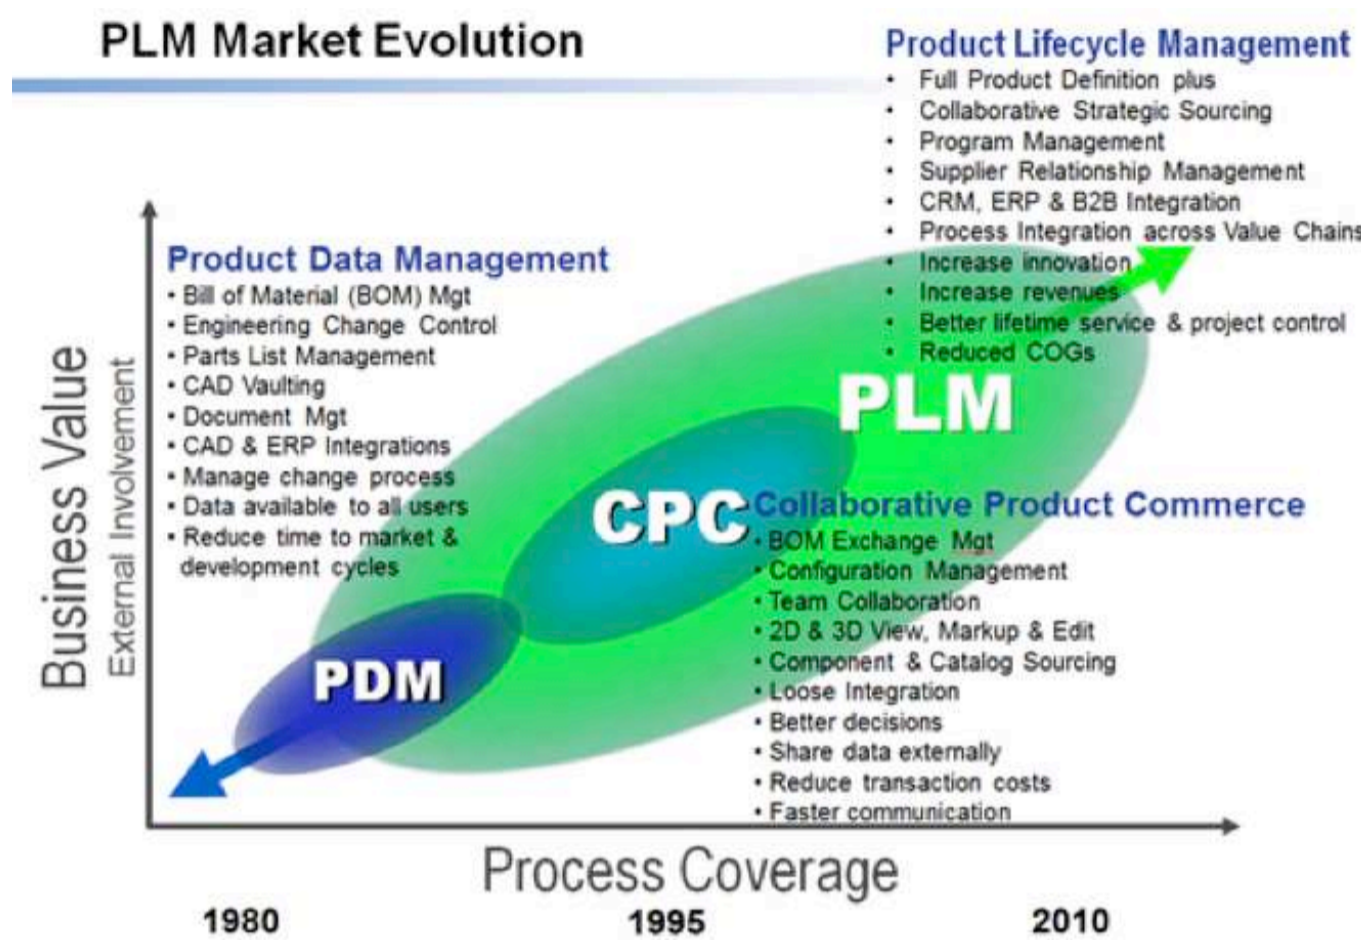 PLM Market Evolution
Product Lifecycle Management
• Full Product Definition plus
• Collaborative Strategic Sourcing
• Program Management
• Supplier Relationship Management
• CRM, ERP & B2B Integration
• Process Integration across Value Chains
• Increase innovation
• Increase revenues
• Better lifetime service & project control
• Reduced COGs
Product Data Management
• Bill of Material (BOM) Mgt
• Engineering Change Control
• Parts List Management
• CAD Vaulting
• Document Mgt
• CAD & ERP Integrations
• Manage change process
• Data available to all users
• Reduce time to market &
development cycles
Business Value
External Involvement
PLM
CPC
PDM
Collaborative Product Commerce
• BOM Exchange Mgt
• Configuration Management
• Team Collaboration
• 2D & 3D View, Markup & Edit
• Component & Catalog Sourcing
• Loose Integration
• Better decisions
• Share data externally
• Reduce transaction costs
• Faster communication
Process Coverage
1980 1995 2010